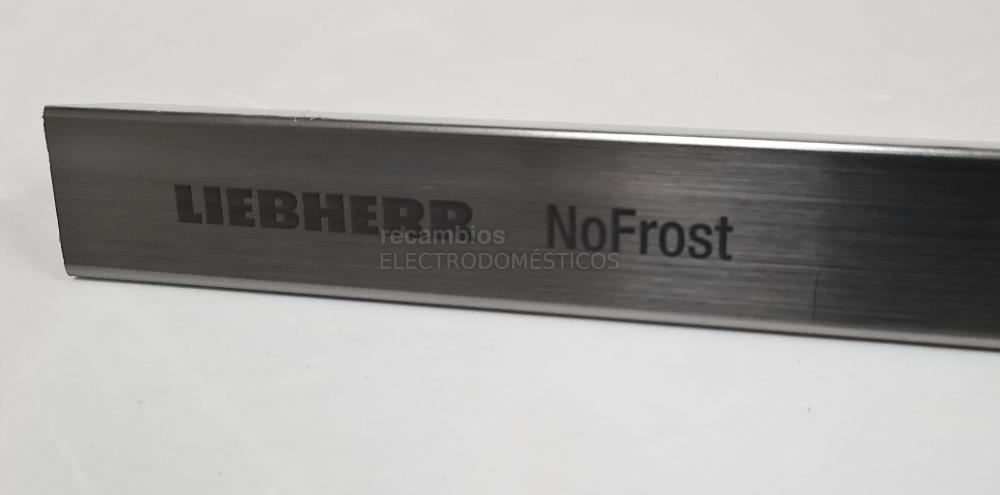 LIEBHERR NoFrost
recambios
ELECTRODOMÉSTICOS